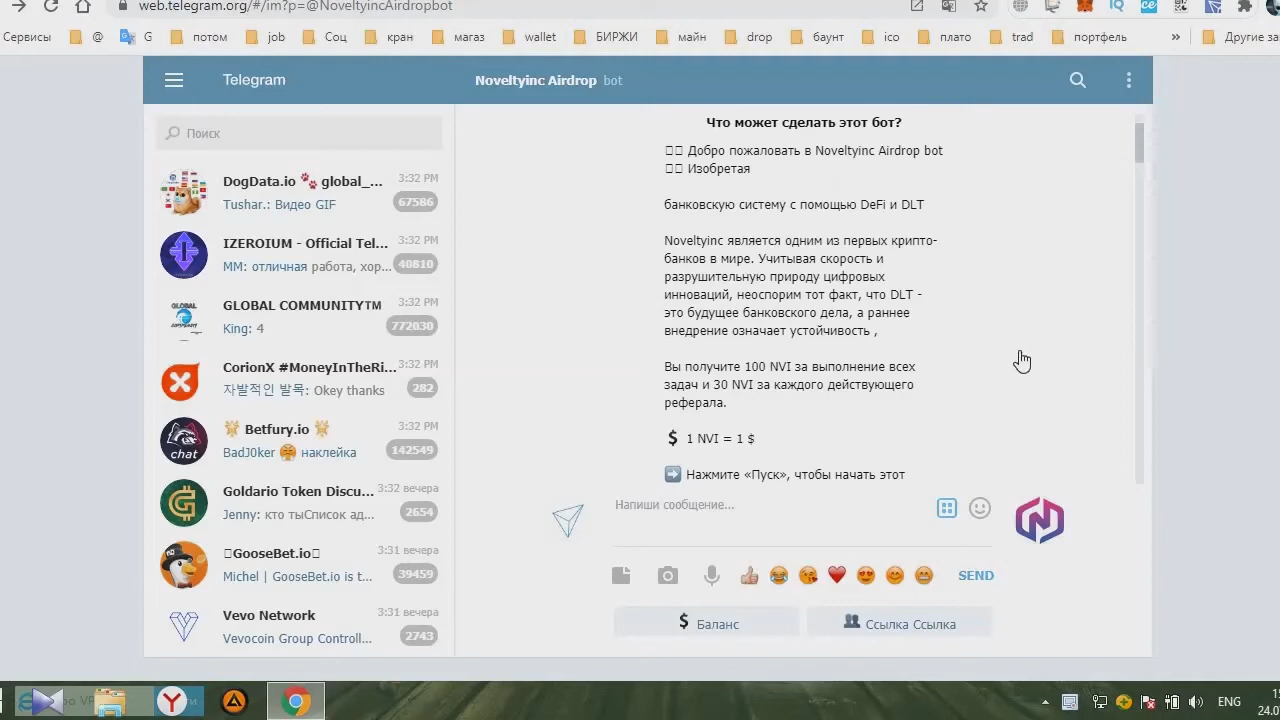 web.telegram.org/#/im?p=@NoveltyincAirdropbot
Сервисы @ G потом job Соц кран магаз wallet БИРЖИ майн drop баунт ico плато trad портфель » Другие за
Telegram
Noveltyinc Airdrop bot
Поиск
DogData.io 🐾 global_...
3:32 PM
Tushar.: Видео GIF
67586
IZEROIUM - Official Tel...
3:32 PM
MM: отличная работа, хор...
40810
GLOBAL COMMUNITY™
3:32 PM
King: 4
772030
CorionX #MoneyInTheRi...
3:32 PM
자발적인 발목: Okey thanks
282
Betfury.io
3:32 PM
BadJ0ker 😤 наклейка
142549
chat
Goldario Token Discu...
3:32 вечера
Jenny: кто тыСписок ад...
2654
GooseBet.io
3:31 вечера
Michel | GooseBet.io is t...
39459
Vevo Network
3:31 вечера
Vevocoin Group Controll...
2743
Что может сделать этот бот?
Добро пожаловать в Noveltyinc Airdrop bot
Изобретая
банковскую систему с помощью DeFi и DLT
Noveltyinc является одним из первых крипто-
банков в мире. Учитывая скорость и
разрушительную природу цифровых
инноваций, неоспорим тот факт, что DLT -
это будущее банковского дела, а раннее
внедрение означает устойчивость ,
Вы получите 100 NVI за выполнение всех
задач и 30 NVI за каждого действующего
реферала.
$ 1 NVI = 1 $
➡️ Нажмите «Пуск», чтобы начать этот
Напиши сообщение...
SEND
$ Баланс
👥 Ссылка Ссылка
ENG